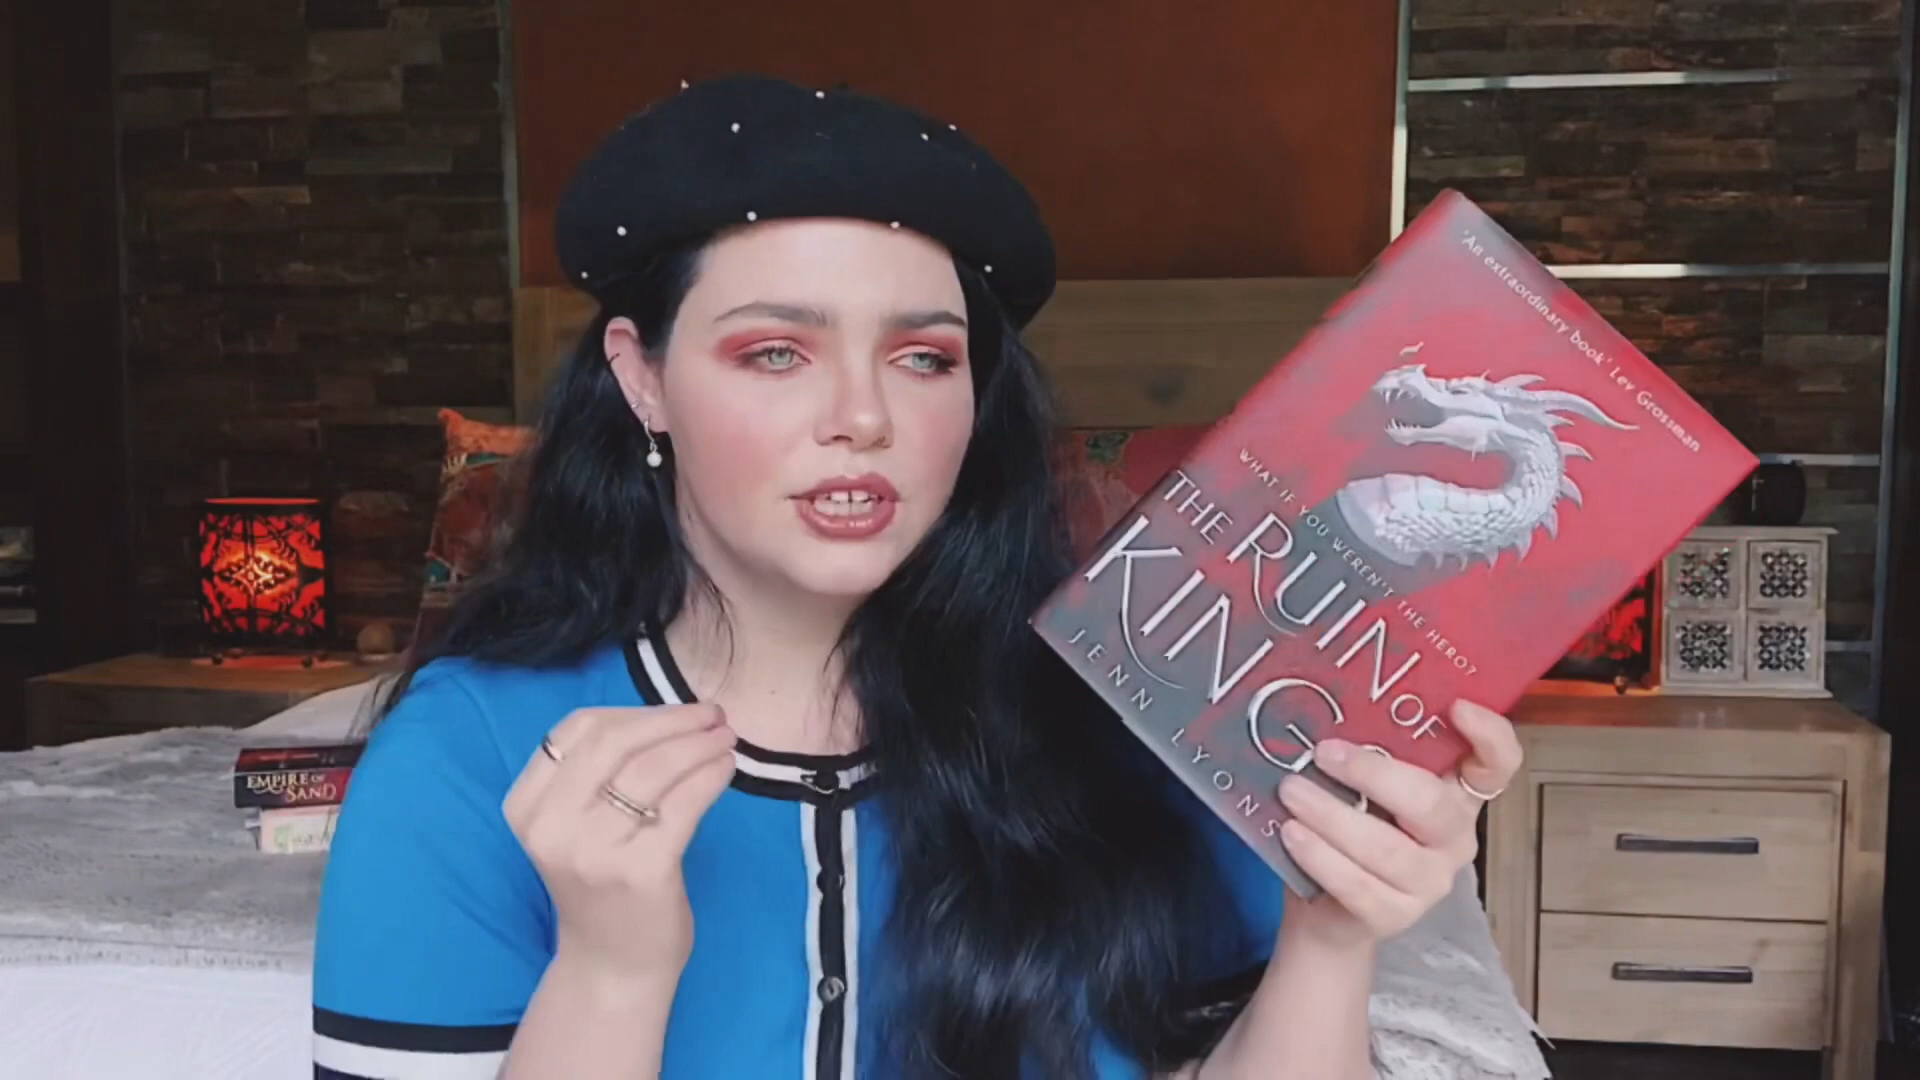 'An extraordinary book' Lev Grossman
WHAT IF YOU WEREN'T THE HERO?
THE RUIN OF
KINGS
JENN LYONS
EMPIRE OF
SAND